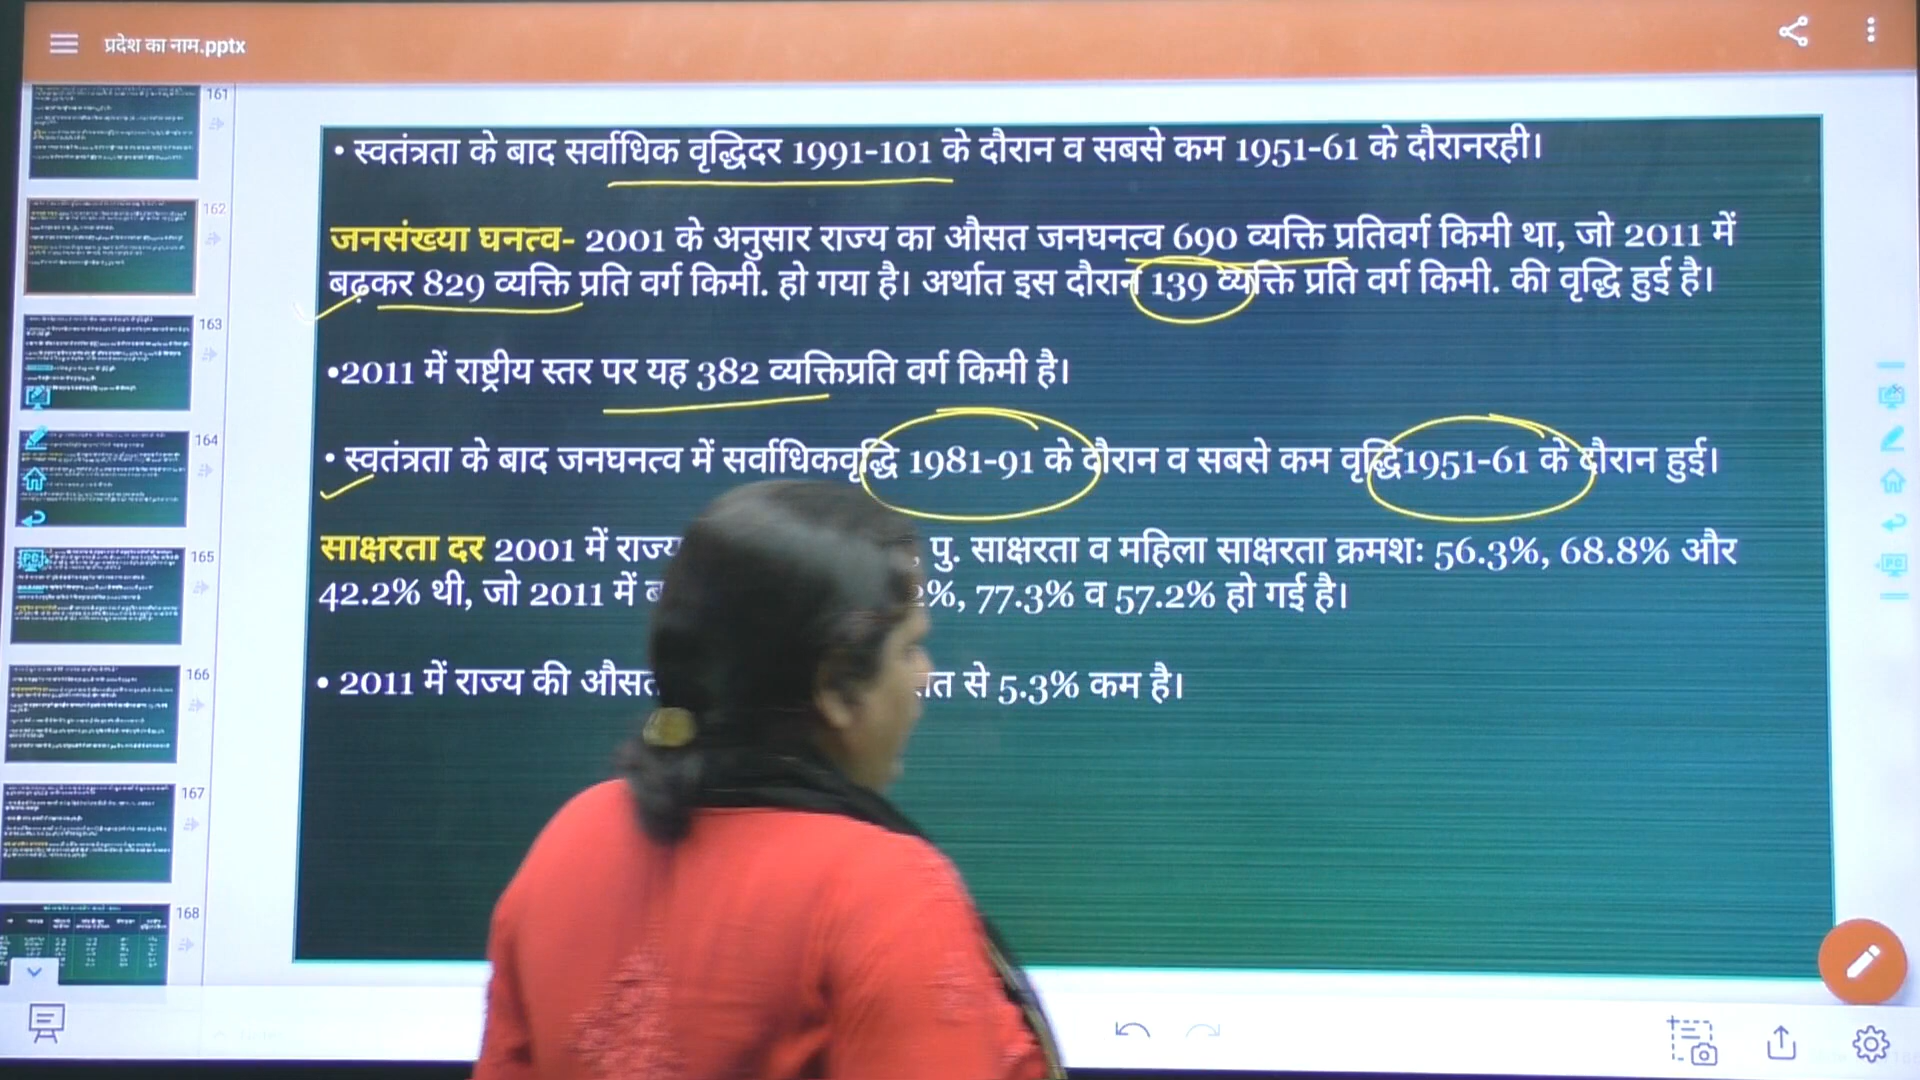 प्रदेश का नाम.pptx
161
• स्वतंत्रता के बाद सर्वाधिक वृद्धिदर 1991-101 के दौरान व सबसे कम 1951-61 के दौरानरही।
162
जनसंख्या घनत्व- 2001 के अनुसार राज्य का औसत जनघनत्व 690 व्यक्ति प्रतिवर्ग किमी था, जो 2011 में
बढ़कर 829 व्यक्ति प्रति वर्ग किमी. हो गया है। अर्थात इस दौरान 139 व्यक्ति प्रति वर्ग किमी. की वृद्धि हुई है।
163
•2011 में राष्ट्रीय स्तर पर यह 382 व्यक्तिप्रति वर्ग किमी है।
164
• स्वतंत्रता के बाद जनघनत्व में सर्वाधिकवृद्धि 1981-91 के दौरान व सबसे कम वृद्धि1951-61 के दौरान हुई।
165
साक्षरता दर 2001 में राज्य , पु. साक्षरता व महिला साक्षरता क्रमशः 56.3%, 68.8% और
42.2% थी, जो 2011 में %, 77.3% व 57.2% हो गई है।
166
• 2011 में राज्य की औसत से 5.3% कम है।
167
168
PC
PC